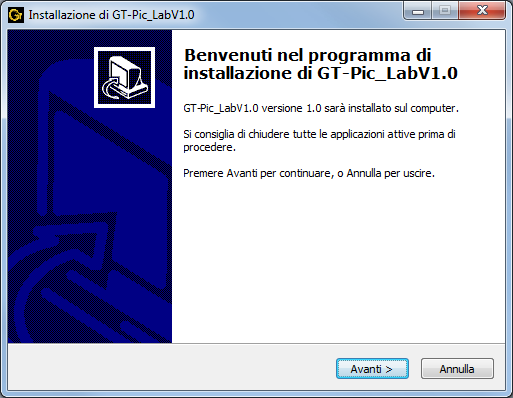 Installazione di GT-Pic_LabV1.0
Benvenuti nel programma di
installazione di GT-Pic_LabV1.0
GT-Pic_LabV1.0 versione 1.0 sarà installato sul computer.
Si consiglia di chiudere tutte le applicazioni attive prima di
procedere.
Premere Avanti per continuare, o Annulla per uscire.
Avanti >
Annulla